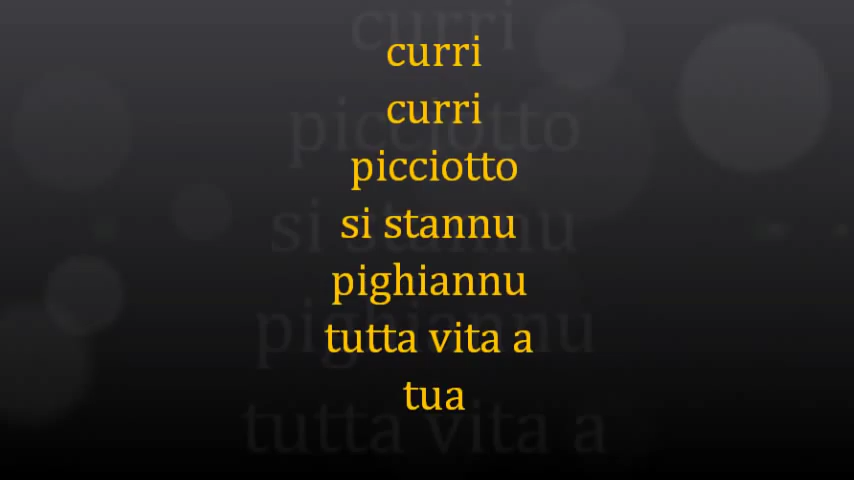 curri
curri
picciotto
si stannu
pighiannu
tutta vita a
tua